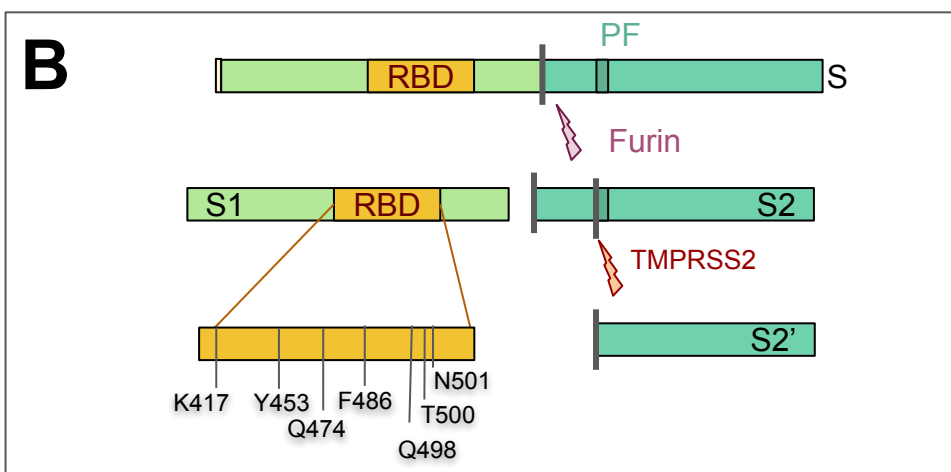 B
PF
RBD
S
Furin
S1
RBD
S2
TMPRSS2
S2’
K417
Y453
Q474
F486
Q498
T500
N501